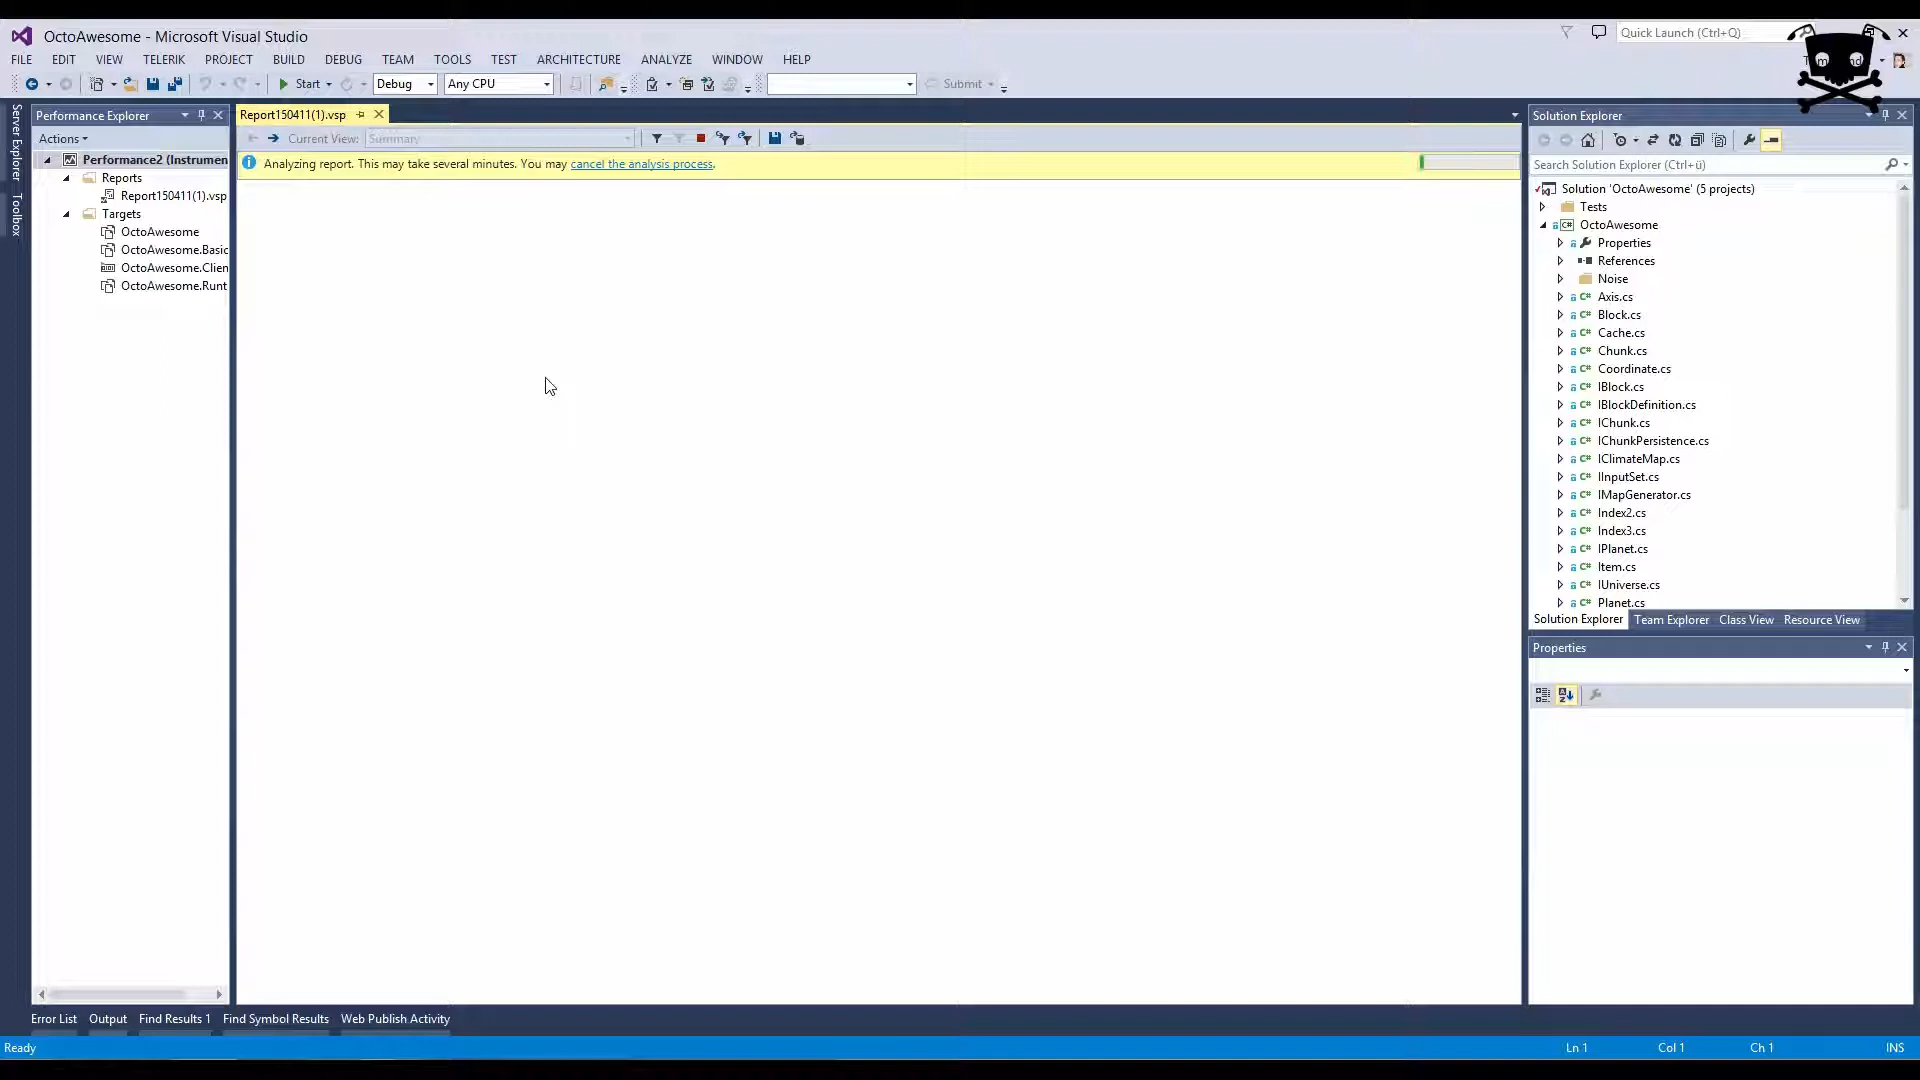 OctoAwesome - Microsoft Visual Studio
Quick Launch (Ctrl+Q)
FILE EDIT VIEW TELERIK PROJECT BUILD DEBUG TEAM TOOLS TEST ARCHITECTURE ANALYZE WINDOW HELP
Start Debug Any CPU Submit
Server Explorer
Toolbox
Performance Explorer
Actions
Performance2 (Instrumen
Reports
Report150411(1).vsp
Targets
OctoAwesome
OctoAwesome.Basic
OctoAwesome.Clien
OctoAwesome.Runt
Report150411(1).vsp
Current View: Summary
Analyzing report. This may take several minutes. You may cancel the analysis process.
Solution Explorer
Search Solution Explorer (Ctrl+ü)
Solution 'OctoAwesome' (5 projects)
Tests
OctoAwesome
Properties
References
Noise
Axis.cs
Block.cs
Cache.cs
Chunk.cs
Coordinate.cs
IBlock.cs
IBlockDefinition.cs
IChunk.cs
IChunkPersistence.cs
IClimateMap.cs
IInputSet.cs
IMapGenerator.cs
Index2.cs
Index3.cs
IPlanet.cs
Item.cs
IUniverse.cs
Planet.cs
Solution Explorer Team Explorer Class View Resource View
Properties
Error List Output Find Results 1 Find Symbol Results Web Publish Activity
Ready Ln 1 Col 1 Ch 1 INS